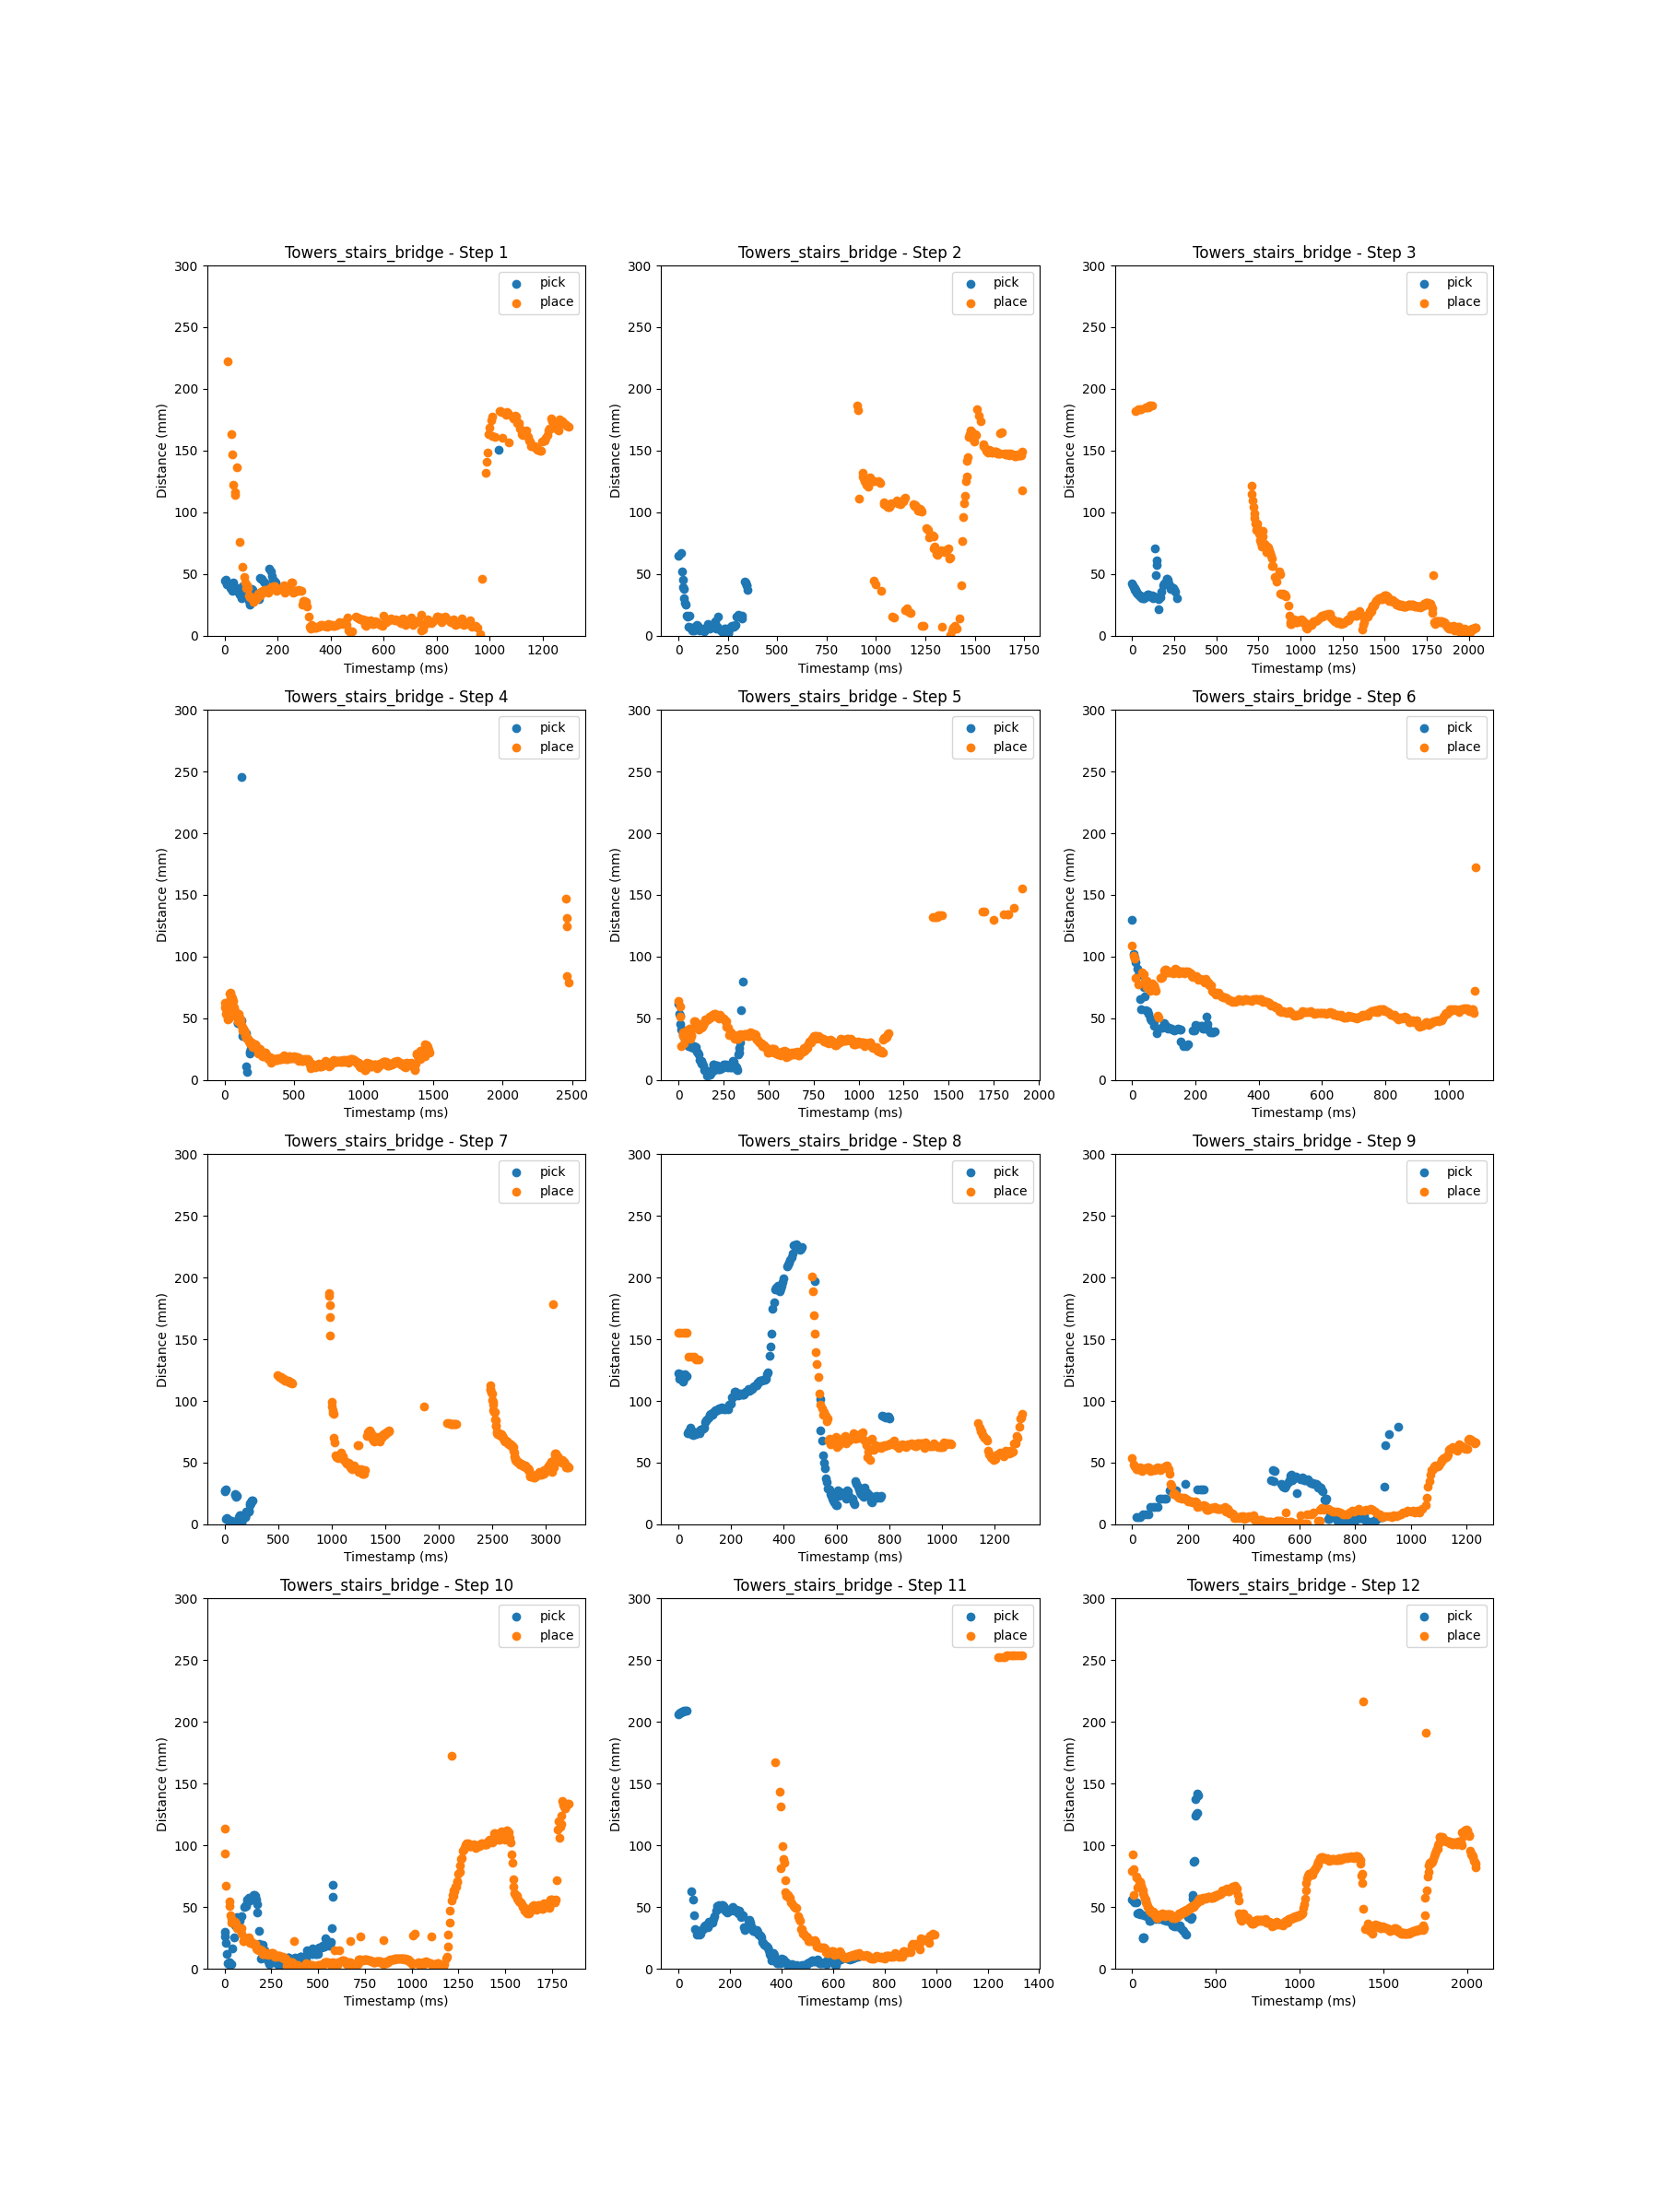 Towers_stairs_bridge - Step 1 Towers_stairs_bridge - Step 2 Towers_stairs_bridge - Step 3
300 300 300
pick pick pick
place place place
250 250 250
200 200 200
150 150 150
100 100 100
50 50 50
0 0 0
Distance (mm) Distance (mm) Distance (mm)
0 200 400 600 800 1000 1200 0 250 500 750 1000 1250 1500 1750 0 250 500 750 1000 1250 1500 1750 2000
Timestamp (ms) Timestamp (ms) Timestamp (ms)
Towers_stairs_bridge - Step 4 Towers_stairs_bridge - Step 5 Towers_stairs_bridge - Step 6
300 300 300
pick pick pick
place place place
250 250 250
200 200 200
150 150 150
100 100 100
50 50 50
0 0 0
Distance (mm) Distance (mm) Distance (mm)
0 500 1000 1500 2000 2500 0 250 500 750 1000 1250 1500 1750 2000 0 200 400 600 800 1000
Timestamp (ms) Timestamp (ms) Timestamp (ms)
Towers_stairs_bridge - Step 7 Towers_stairs_bridge - Step 8 Towers_stairs_bridge - Step 9
300 300 300
pick pick pick
place place place
250 250 250
200 200 200
150 150 150
100 100 100
50 50 50
0 0 0
Distance (mm) Distance (mm) Distance (mm)
0 500 1000 1500 2000 2500 3000 0 200 400 600 800 1000 1200 0 200 400 600 800 1000 1200
Timestamp (ms) Timestamp (ms) Timestamp (ms)
Towers_stairs_bridge - Step 10 Towers_stairs_bridge - Step 11 Towers_stairs_bridge - Step 12
300 300 300
pick pick pick
place place place
250 250 250
200 200 200
150 150 150
100 100 100
50 50 50
0 0 0
Distance (mm) Distance (mm) Distance (mm)
0 250 500 750 1000 1250 1500 1750 0 200 400 600 800 1000 1200 1400 0 500 1000 1500 2000
Timestamp (ms) Timestamp (ms) Timestamp (ms)